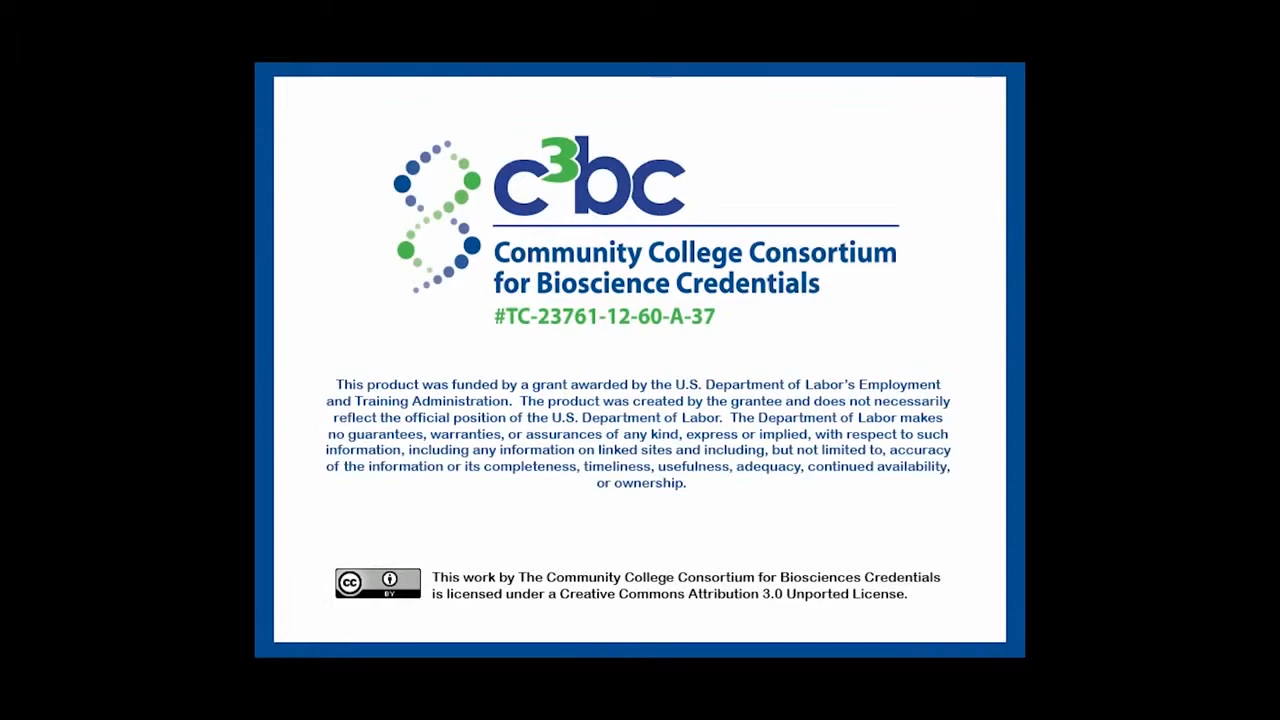 c3bc
Community College Consortium
for Bioscience Credentials
#TC-23761-12-60-A-37
This product was funded by a grant awarded by the U.S. Department of Labor's Employment
and Training Administration. The product was created by the grantee and does not necessarily
reflect the official position of the U.S. Department of Labor. The Department of Labor makes
no guarantees, warranties, or assurances of any kind, express or implied, with respect to such
information, including any information on linked sites and including, but not limited to, accuracy
of the information or its completeness, timeliness, usefulness, adequacy, continued availability,
or ownership.
cc
BY
This work by The Community College Consortium for Biosciences Credentials
is licensed under a Creative Commons Attribution 3.0 Unported License.